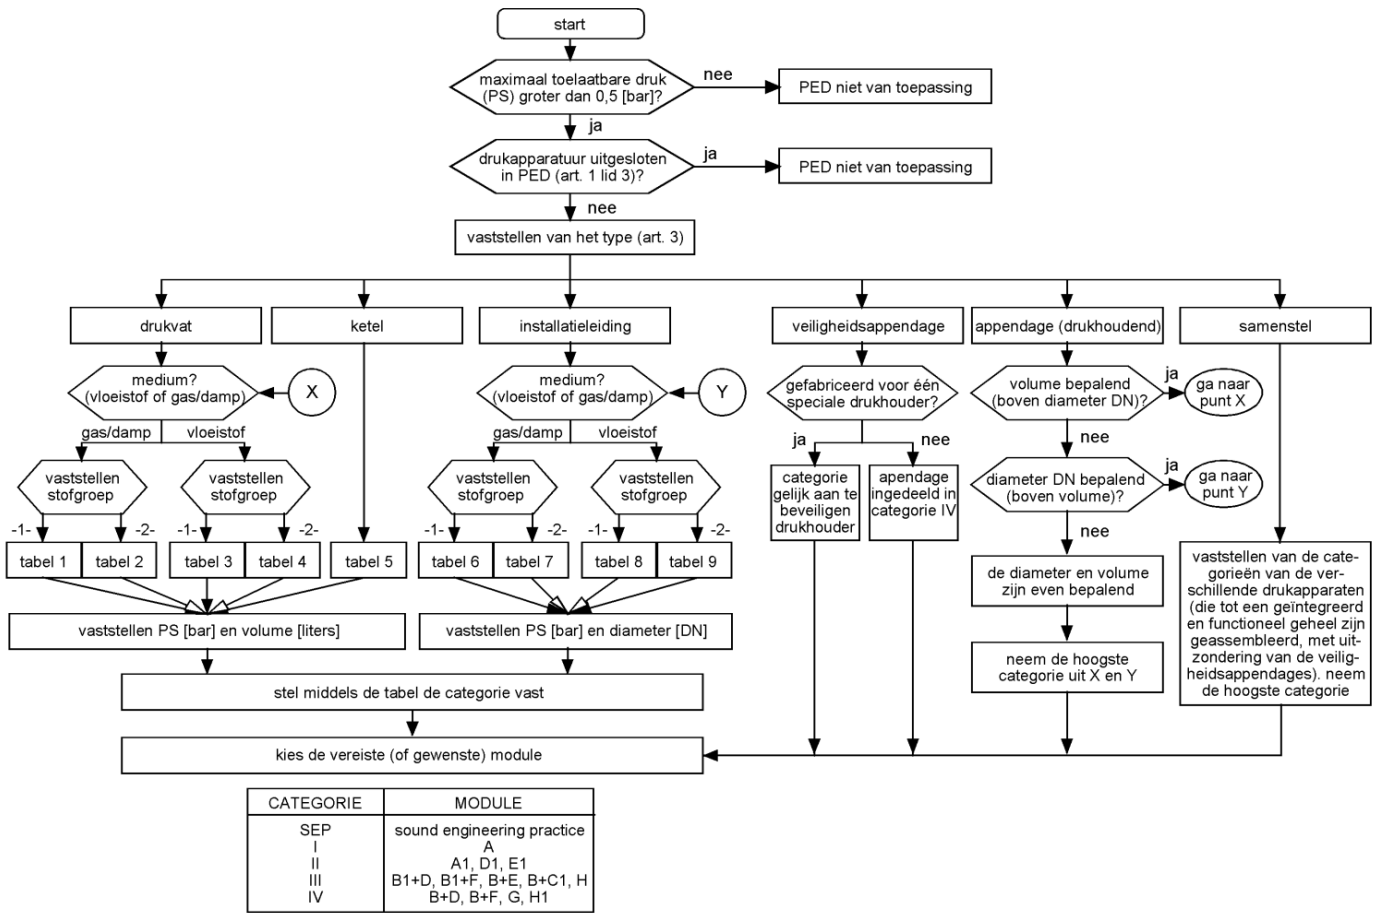 start
maximaal toelaatbare druk
(PS) groter dan 0,5 [bar]?
nee
PED niet van toepassing
ja
drukapparatuur uitgesloten
in PED (art. 1 lid 3)?
ja
PED niet van toepassing
nee
vaststellen van het type (art. 3)
drukvat
ketel
installatieleiding
veiligheidsappendage
appendage (drukhoudend)
samenstel
medium?
(vloeistof of gas/damp)
X
medium?
(vloeistof of gas/damp)
Y
gefabriceerd voor één
speciale drukhouder?
volume bepalend
(boven diameter DN)?
ja
ga naar
punt X
gas/damp
vloeistof
gas/damp
vloeistof
ja
nee
nee
vaststellen
stofgroep
vaststellen
stofgroep
vaststellen
stofgroep
vaststellen
stofgroep
categorie
gelijk aan te
beveiligen
drukhouder
apendage
ingedeeld in
categorie IV
diameter DN bepalend
(boven volume)?
ja
ga naar
punt Y
-1-
-2-
-1-
-2-
-1-
-2-
-1-
-2-
nee
tabel 1
tabel 2
tabel 3
tabel 4
tabel 5
tabel 6
tabel 7
tabel 8
tabel 9
de diameter en volume
zijn even bepalend
vaststellen van de cate-
gorieën van de ver-
schillende drukapparaten
(die tot een geïntegreerd
en functioneel geheel zijn
geassembleerd, met uit-
zondering van de veilig-
heidsappendages). neem
de hoogste categorie
vaststellen PS [bar] en volume [liters]
vaststellen PS [bar] en diameter [DN]
neem de hoogste
categorie uit X en Y
stel middels de tabel de categorie vast
kies de vereiste (of gewenste) module
CATEGORIE MODULE
SEP sound engineering practice
I A
II A1, D1, E1
III B1+D, B1+F, B+E, B+C1, H
IV B+D, B+F, G, H1